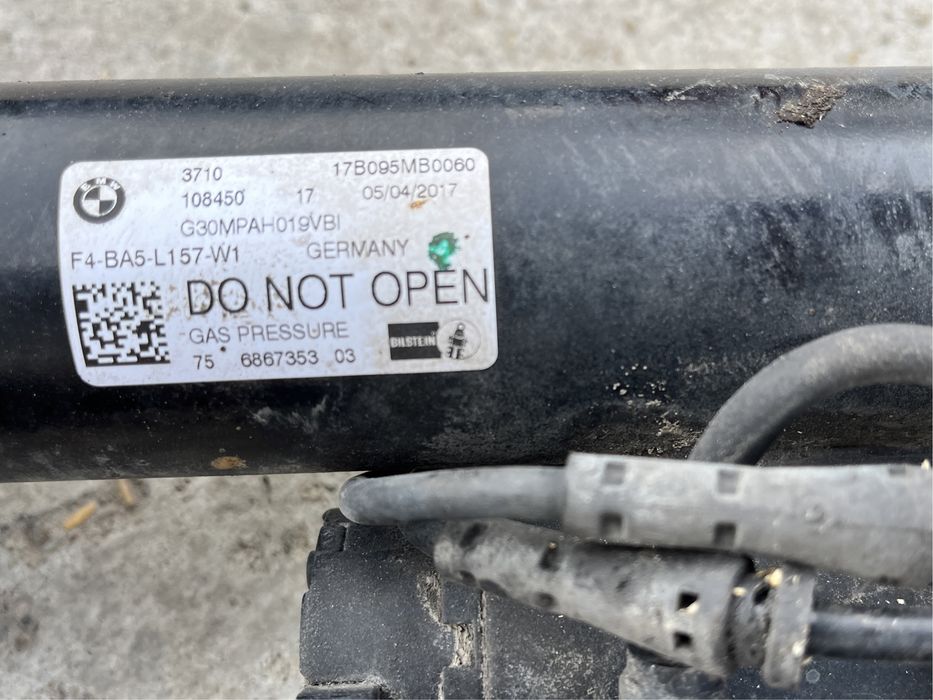 BMW
3710 17B095MB0060
108450 17 05/04/2017
G30MPAH019VBI
F4-BA5-L157-W1 GERMANY
DO NOT OPEN
GAS PRESSURE
BILSTEIN
75 6867353 03